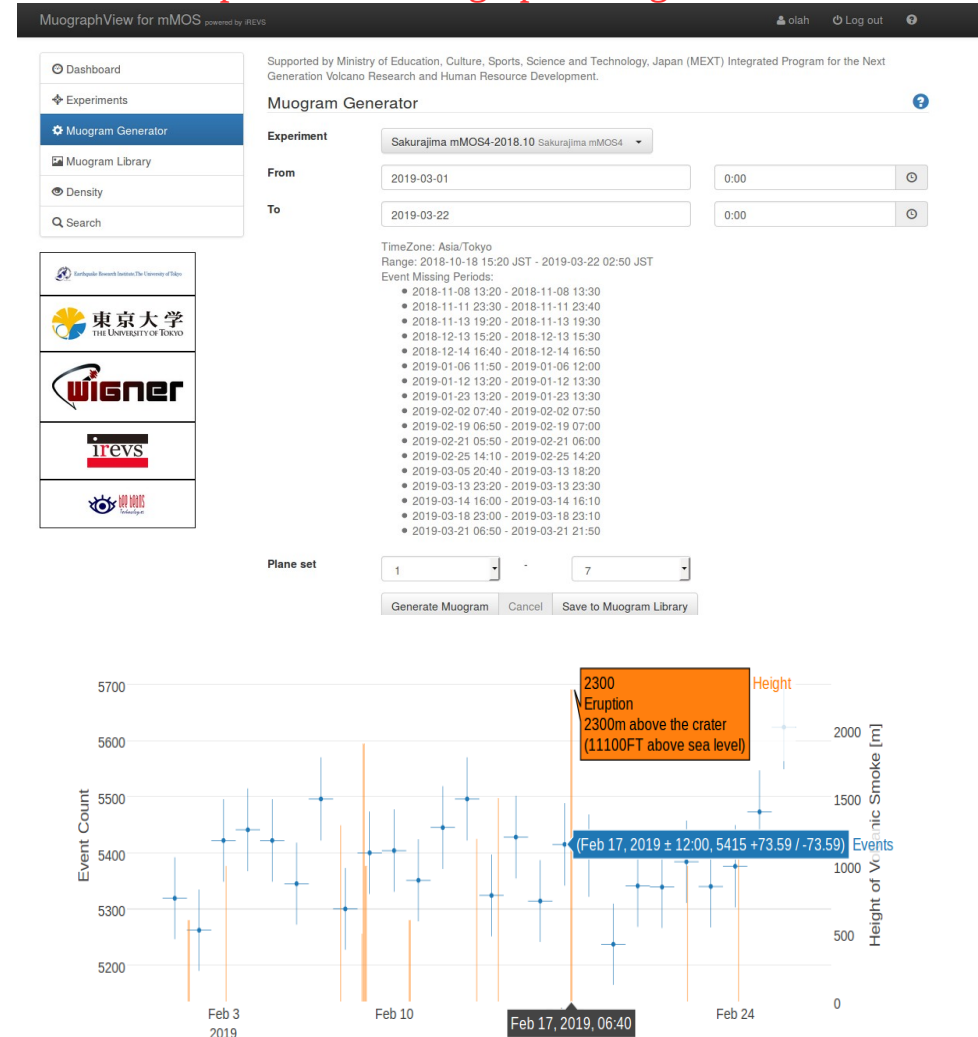 MuographView for mMOS powered by iREVS
olah
Log out
Dashboard
Experiments
Muogram Generator
Muogram Library
Density
Search
Earthquake Research Institute, The University of Tokyo
東京大学
THE UNIVERSITY OF TOKYO
wigner
irevs
Technologies
Supported by Ministry of Education, Culture, Sports, Science and Technology, Japan (MEXT) Integrated Program for the Next
Generation Volcano Research and Human Resource Development.
Muogram Generator
?
Experiment
Sakurajima mMOS4-2018.10 Sakurajima mMOS4
From
2019-03-01
0:00
To
2019-03-22
0:00
TimeZone: Asia/Tokyo
Range: 2018-10-18 15:20 JST - 2019-03-22 02:50 JST
Event Missing Periods:
2018-11-08 13:20 - 2018-11-08 13:30
2018-11-11 23:30 - 2018-11-11 23:40
2018-11-13 19:20 - 2018-11-13 19:30
2018-12-13 15:20 - 2018-12-13 15:30
2018-12-14 16:40 - 2018-12-14 16:50
2019-01-06 11:50 - 2019-01-06 12:00
2019-01-12 13:20 - 2019-01-12 13:30
2019-01-23 13:20 - 2019-01-23 13:30
2019-02-02 07:40 - 2019-02-02 07:50
2019-02-19 06:50 - 2019-02-19 07:00
2019-02-21 05:50 - 2019-02-21 06:00
2019-02-25 14:10 - 2019-02-25 14:20
2019-03-05 20:40 - 2019-03-13 18:20
2019-03-13 23:20 - 2019-03-13 23:30
2019-03-14 16:00 - 2019-03-14 16:10
2019-03-18 23:00 - 2019-03-18 23:10
2019-03-21 06:50 - 2019-03-21 21:50
Plane set
1
-
7
Generate Muogram
Cancel
Save to Muogram Library
5700
5600
5500
5400
5300
5200
Event Count
2300
Eruption
2300m above the crater
(11100FT above sea level)
Height
(Feb 17, 2019 ± 12:00, 5415 +73.59 / -73.59)
Events
2000
1500
1000
500
0
Height of Volcanic Smoke [m]
Feb 3
2019
Feb 10
Feb 17, 2019, 06:40
Feb 24